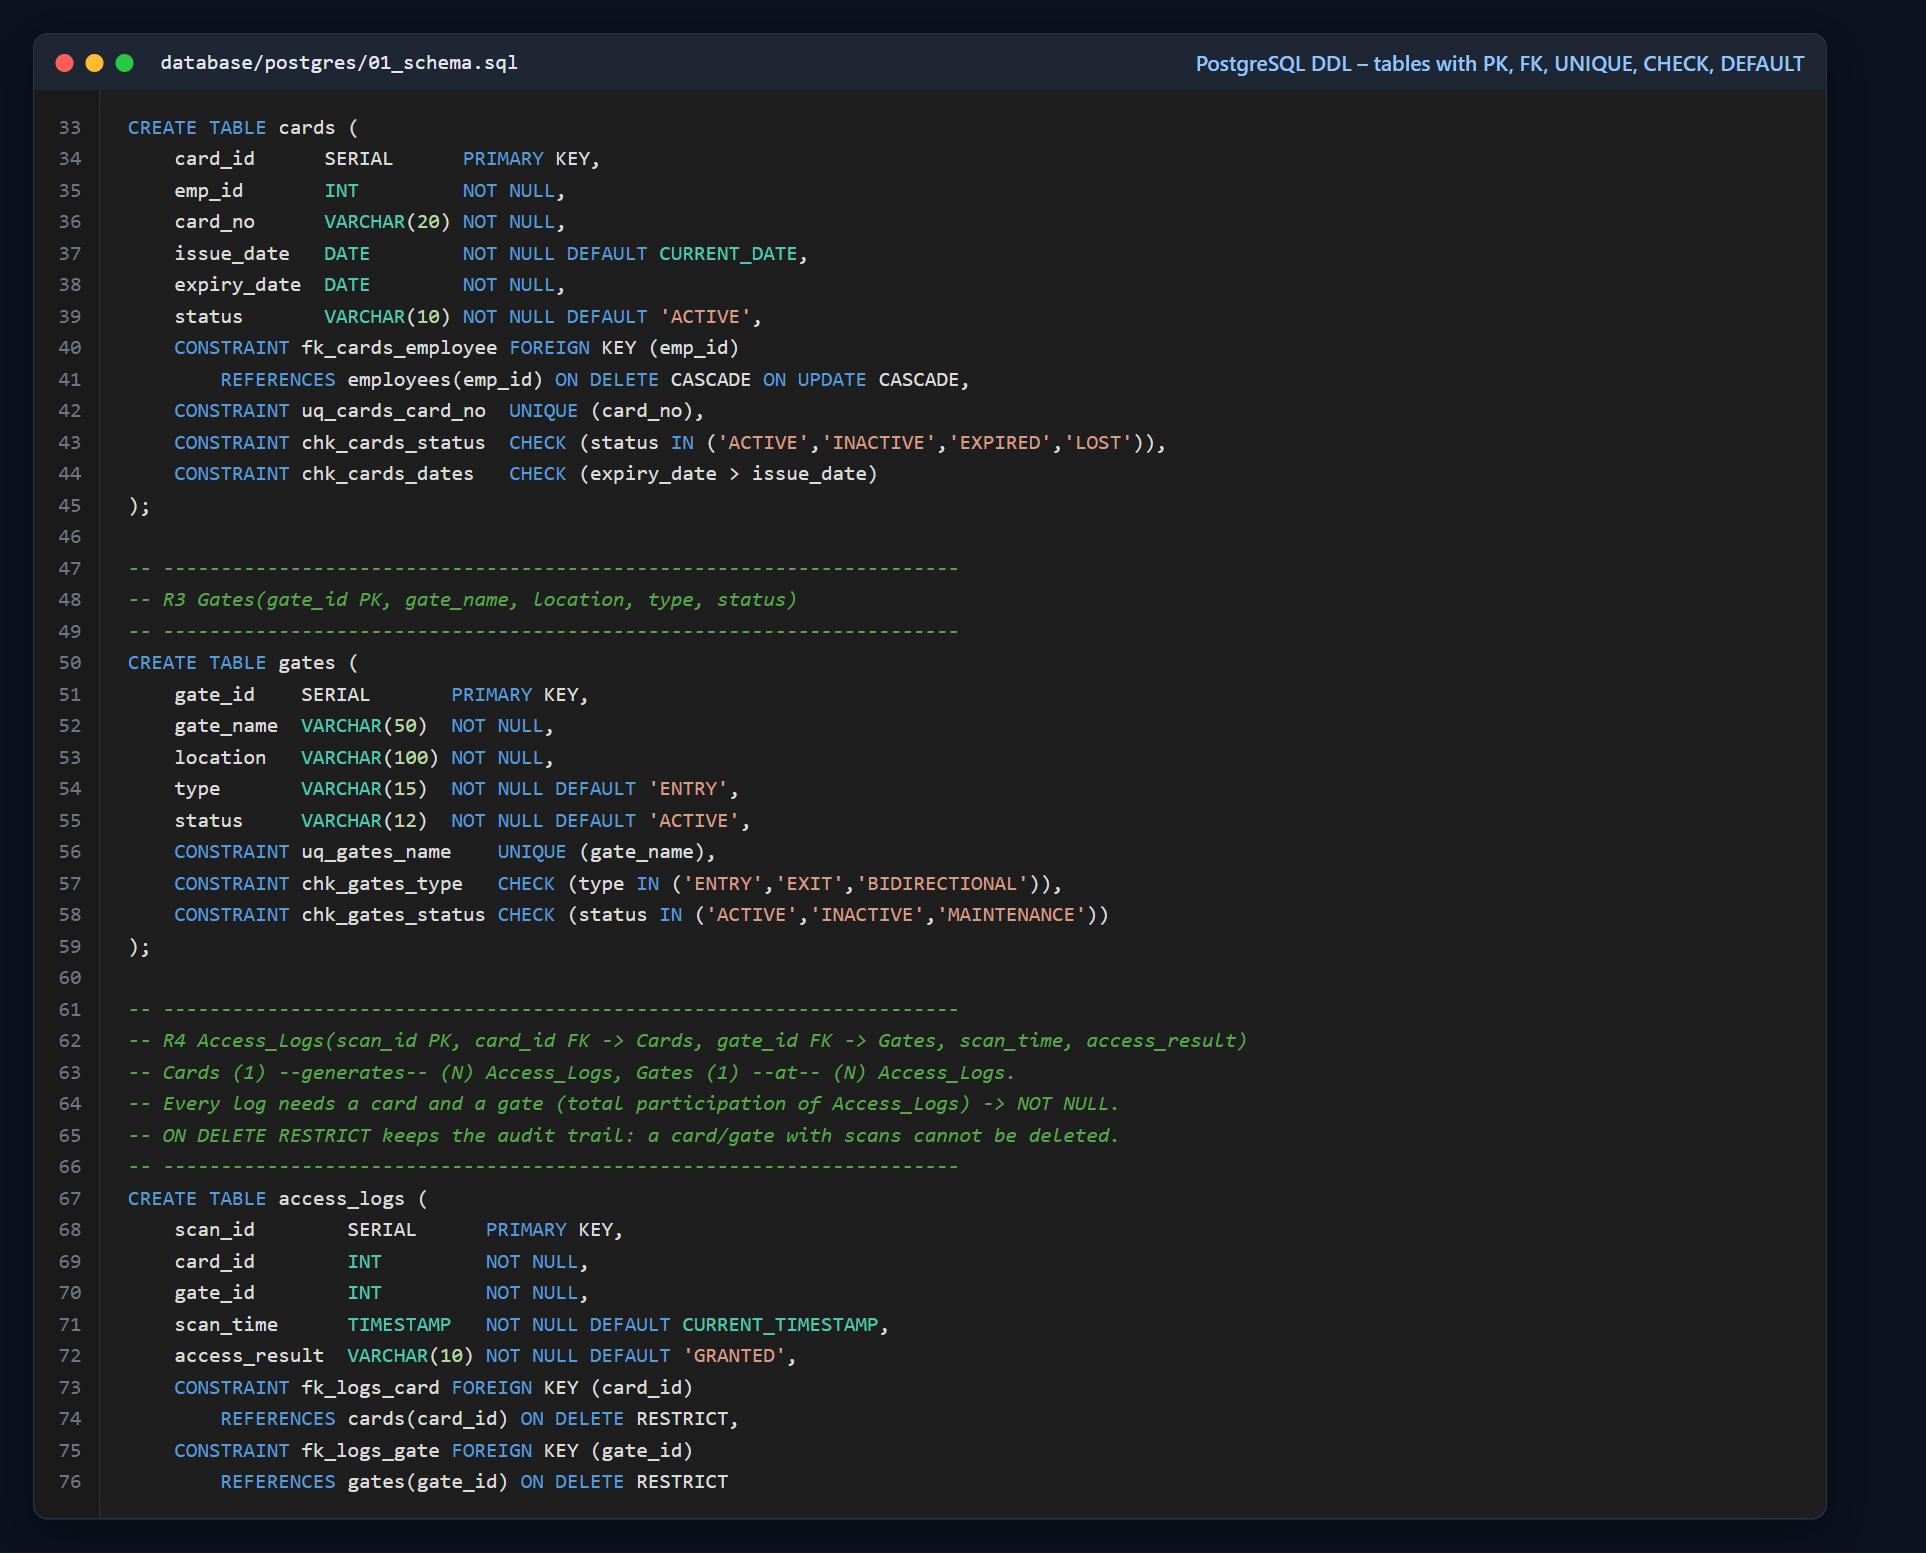 database/postgres/01_schema.sql
PostgreSQL DDL – tables with PK, FK, UNIQUE, CHECK, DEFAULT
33 CREATE TABLE cards (
34     card_id      SERIAL      PRIMARY KEY,
35     emp_id       INT         NOT NULL,
36     card_no      VARCHAR(20) NOT NULL,
37     issue_date   DATE        NOT NULL DEFAULT CURRENT_DATE,
38     expiry_date  DATE        NOT NULL,
39     status       VARCHAR(10) NOT NULL DEFAULT 'ACTIVE',
40     CONSTRAINT fk_cards_employee FOREIGN KEY (emp_id)
41         REFERENCES employees(emp_id) ON DELETE CASCADE ON UPDATE CASCADE,
42     CONSTRAINT uq_cards_card_no  UNIQUE (card_no),
43     CONSTRAINT chk_cards_status  CHECK (status IN ('ACTIVE','INACTIVE','EXPIRED','LOST')),
44     CONSTRAINT chk_cards_dates   CHECK (expiry_date > issue_date)
45 );
46
47 -- ---------------------------------------------------------------------
48 -- R3 Gates(gate_id PK, gate_name, location, type, status)
49 -- ---------------------------------------------------------------------
50 CREATE TABLE gates (
51     gate_id    SERIAL       PRIMARY KEY,
52     gate_name  VARCHAR(50)  NOT NULL,
53     location   VARCHAR(100) NOT NULL,
54     type       VARCHAR(15)  NOT NULL DEFAULT 'ENTRY',
55     status     VARCHAR(12)  NOT NULL DEFAULT 'ACTIVE',
56     CONSTRAINT uq_gates_name    UNIQUE (gate_name),
57     CONSTRAINT chk_gates_type   CHECK (type IN ('ENTRY','EXIT','BIDIRECTIONAL')),
58     CONSTRAINT chk_gates_status CHECK (status IN ('ACTIVE','INACTIVE','MAINTENANCE'))
59 );
60
61 -- ---------------------------------------------------------------------
62 -- R4 Access_Logs(scan_id PK, card_id FK -> Cards, gate_id FK -> Gates, scan_time, access_result)
63 -- Cards (1) --generates-- (N) Access_Logs, Gates (1) --at-- (N) Access_Logs.
64 -- Every log needs a card and a gate (total participation of Access_Logs) -> NOT NULL.
65 -- ON DELETE RESTRICT keeps the audit trail: a card/gate with scans cannot be deleted.
66 -- ---------------------------------------------------------------------
67 CREATE TABLE access_logs (
68     scan_id        SERIAL      PRIMARY KEY,
69     card_id        INT         NOT NULL,
70     gate_id        INT         NOT NULL,
71     scan_time      TIMESTAMP   NOT NULL DEFAULT CURRENT_TIMESTAMP,
72     access_result  VARCHAR(10) NOT NULL DEFAULT 'GRANTED',
73     CONSTRAINT fk_logs_card FOREIGN KEY (card_id)
74         REFERENCES cards(card_id) ON DELETE RESTRICT,
75     CONSTRAINT fk_logs_gate FOREIGN KEY (gate_id)
76         REFERENCES gates(gate_id) ON DELETE RESTRICT